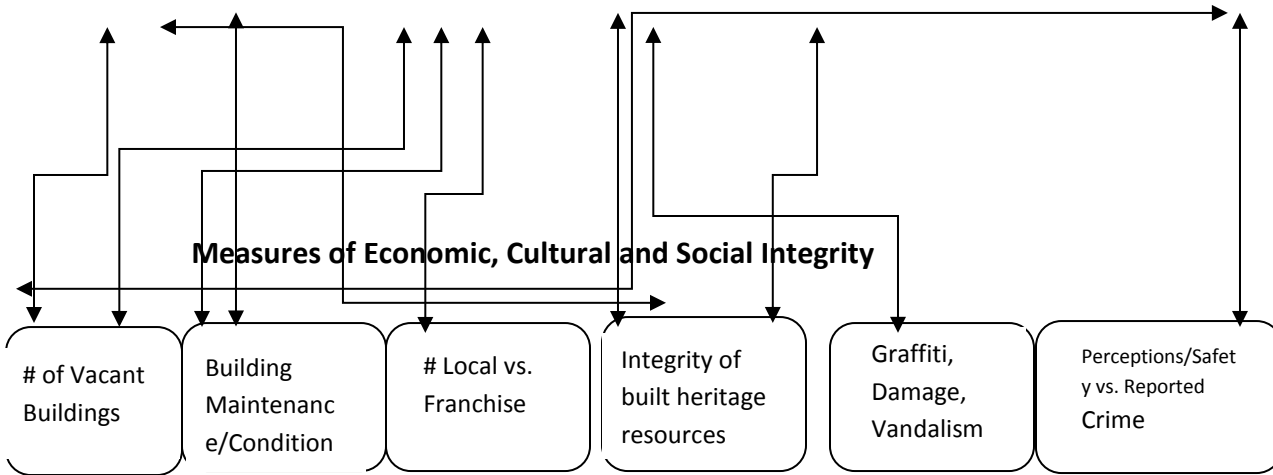 Measures of Economic, Cultural and Social Integrity
# of Vacant
Buildings
Building
Maintenanc
e/Condition
# Local vs.
Franchise
Integrity of
built heritage
resources
Graffiti,
Damage,
Vandalism
Perceptions/Safet
y vs. Reported
Crime